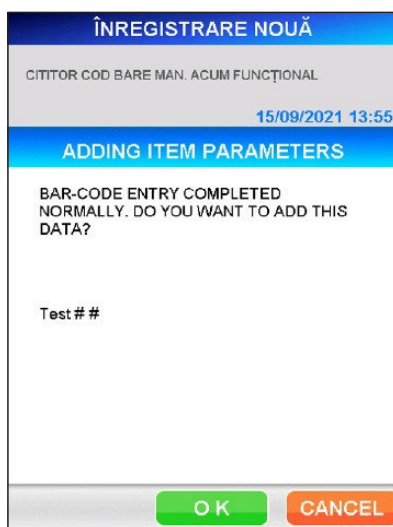 ÎNREGISTRARE NOUĂ
CITITOR COD BARE MAN. ACUM FUNCȚIONAL
15/09/2021 13:55
ADDING ITEM PARAMETERS
BAR-CODE ENTRY COMPLETED
NORMALLY. DO YOU WANT TO ADD THIS
DATA?
Test # #
OK CANCEL